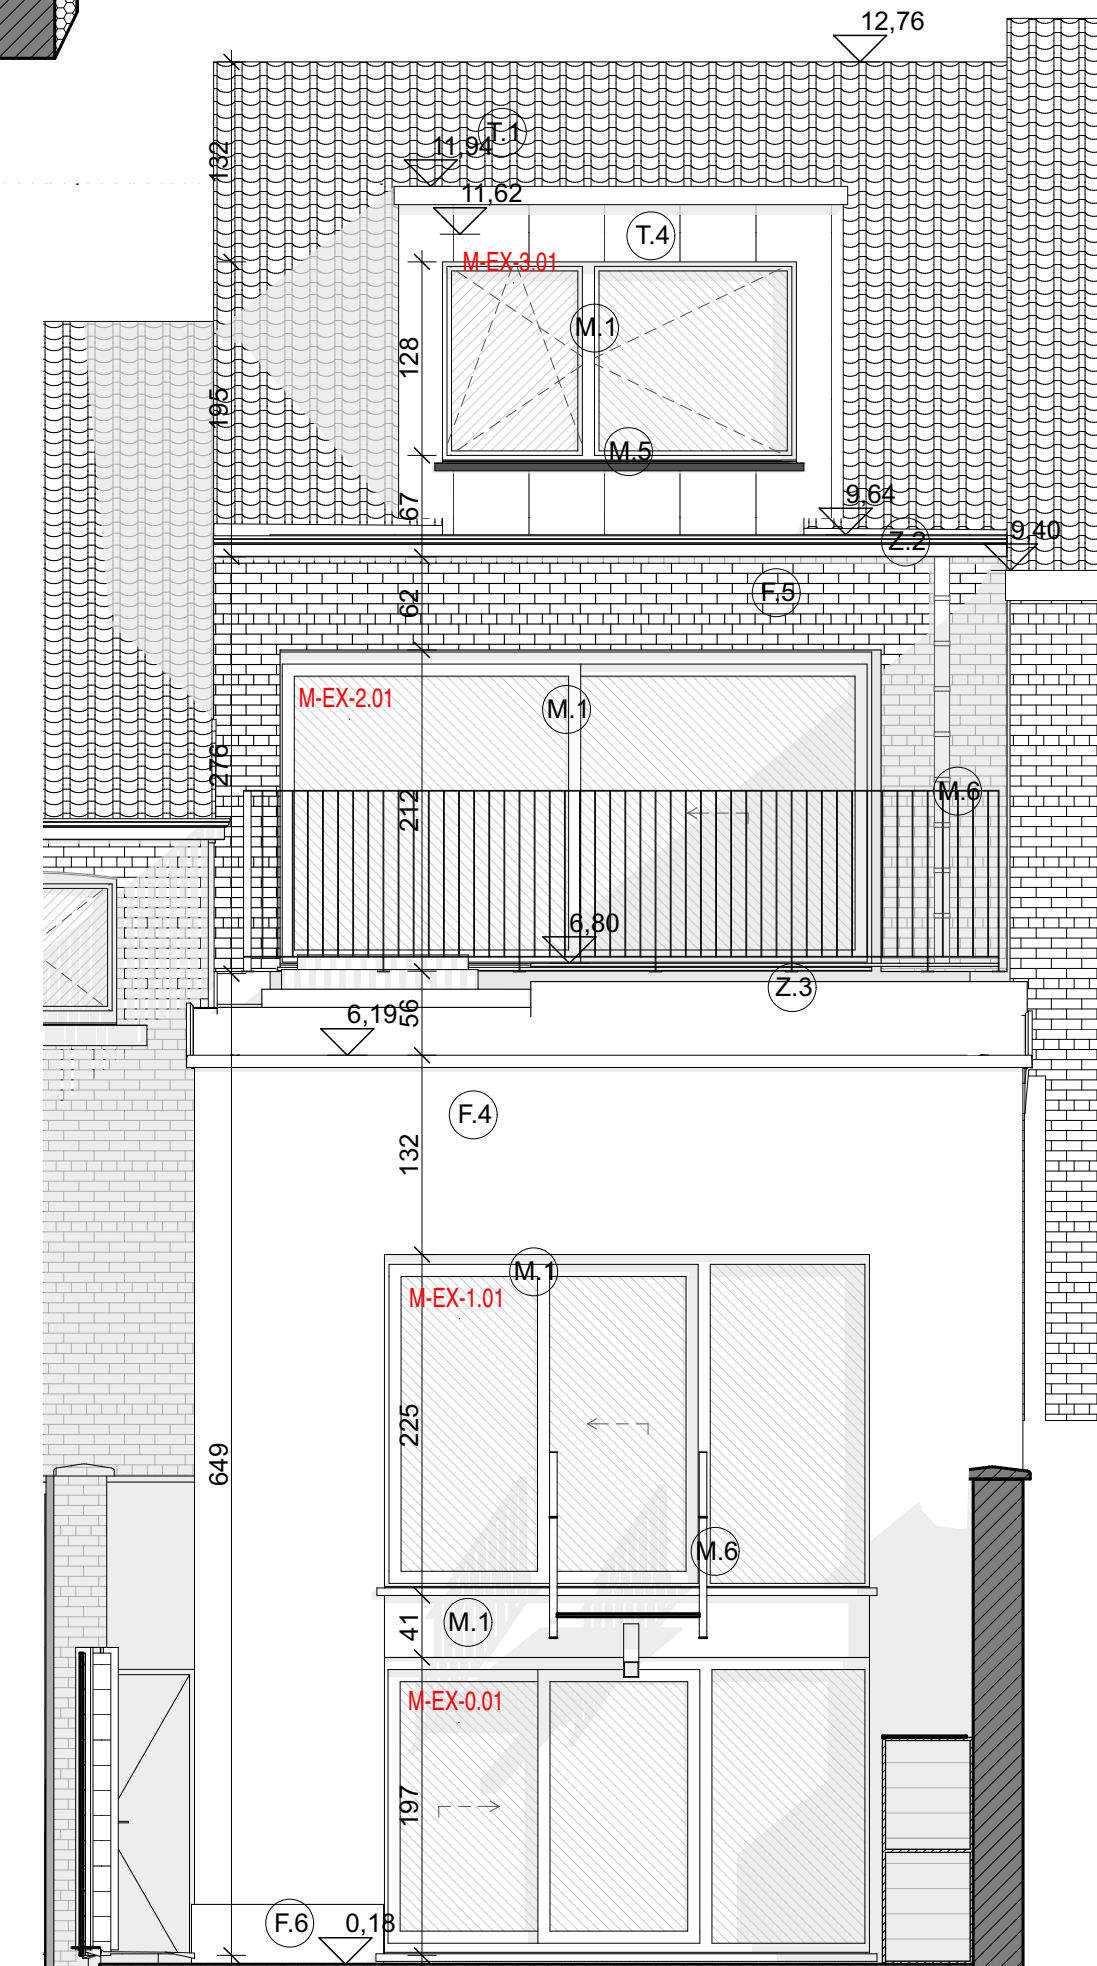 12,76
T.1
132
11,94
11,62
T.4
M-EX-3.01
M.1
128
195
M.5
67
9,64
Z.2
9,40
F.5
62
M-EX-2.01
M.1
276
212
M.6
6,80
Z.3
6,19
56
F.4
132
M.1
M-EX-1.01
225
649
M.6
41
M.1
M-EX-0.01
197
F.6
0,18